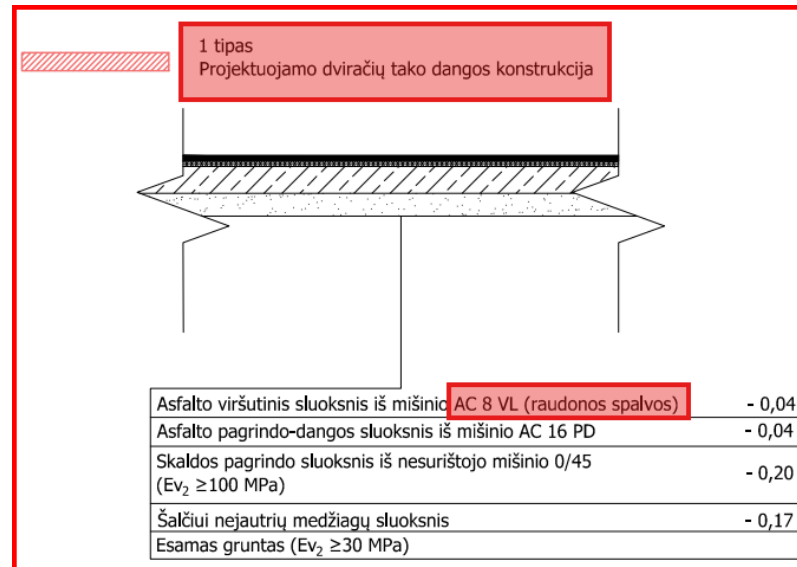 1 tipas
Projektuojamo dviračių tako dangos konstrukcija
Asfalto viršutinis sluoksnis iš mišinio AC 8 VL (raudonos spalvos) - 0,04
Asfalto pagrindo-dangos sluoksnis iš mišinio AC 16 PD - 0,04
Skaldos pagrindo sluoksnis iš nesurištojo mišinio 0/45
(Ev₂ ≥100 MPa) - 0,20
Šalčiui nejautrių medžiagų sluoksnis - 0,17
Esamas gruntas (Ev₂ ≥30 MPa)